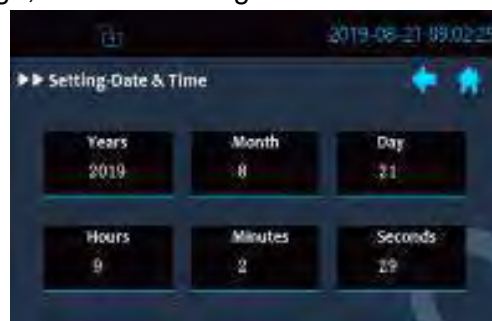 2019-08-21 09:02:25
▶▶ Setting-Date & Time
Years Month Day
2019 8 21
Hours Minutes Seconds
9 2 29